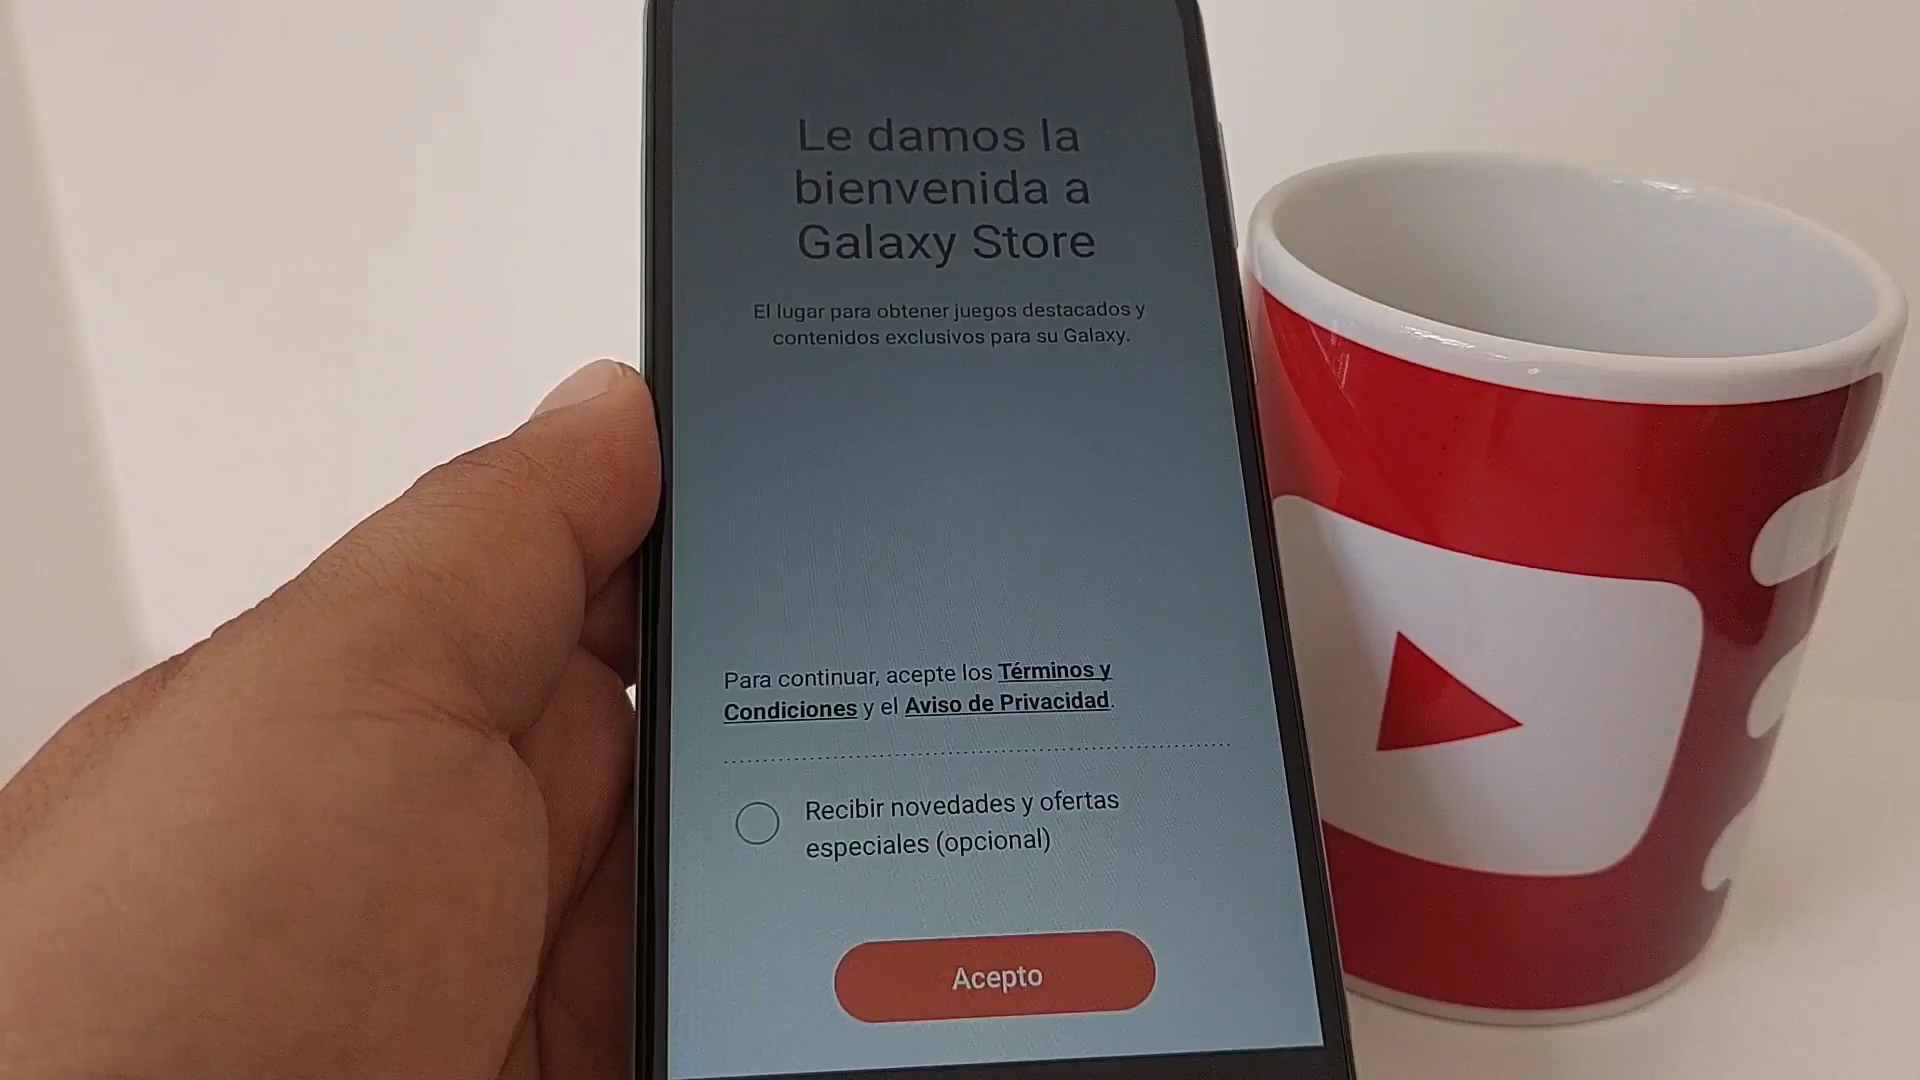 Le damos la
bienvenida a
Galaxy Store
El lugar para obtener juegos destacados y
contenidos exclusivos para su Galaxy.
Para continuar, acepte los Términos y
Condiciones y el Aviso de Privacidad.
Recibir novedades y ofertas
especiales (opcional)
Acepto